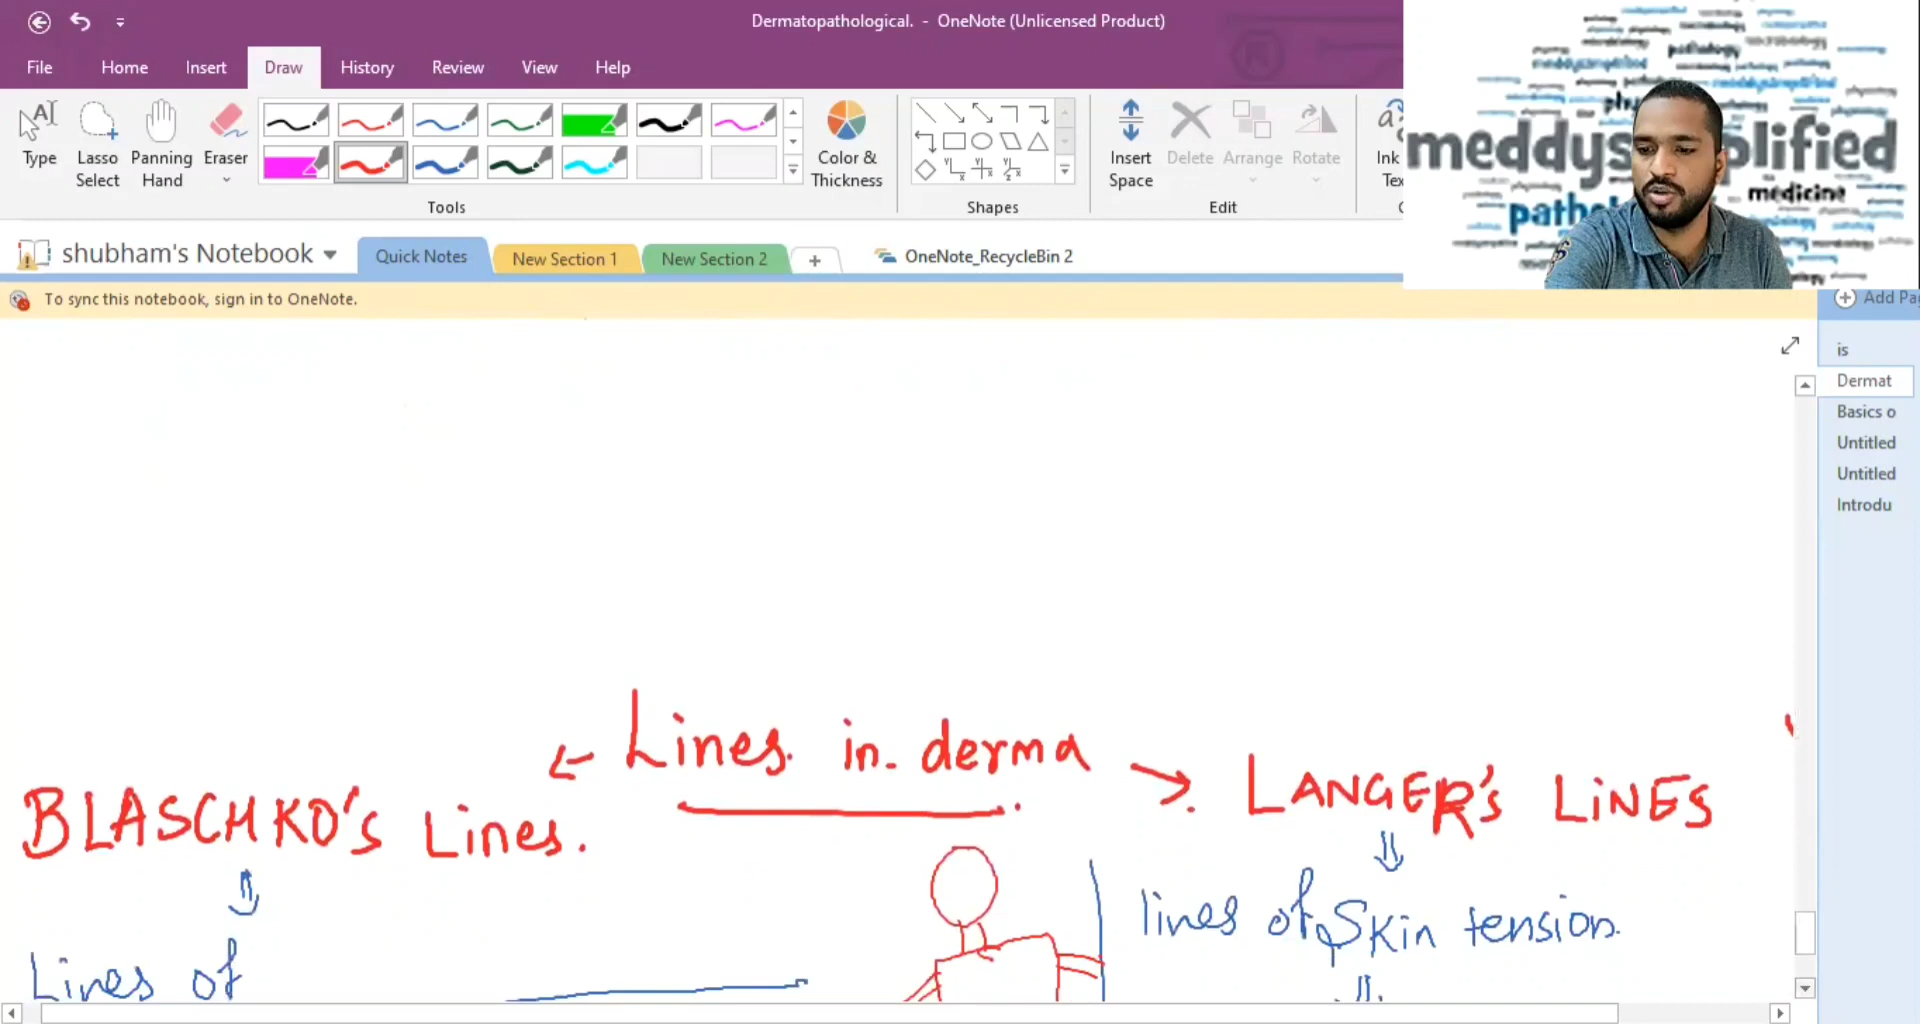 Dermatopathological. - OneNote (Unlicensed Product)
File Home Insert Draw History Review View Help
Type
Lasso Select
Panning Hand
Eraser
Color & Thickness
Insert Space
Delete
Arrange
Rotate
Ink
Tex
Tools
Shapes
Edit
meddys plified
pathology
medicine
shubham's Notebook
Quick Notes
New Section 1
New Section 2
OneNote_RecycleBin 2
To sync this notebook, sign in to OneNote.
Add Pa
is
Dermat
Basics o
Untitled
Untitled
Introdu
Lines. in derma
BLASCHKO's Lines.
LANGER's LiNES
Lines of
lines of Skin tension.